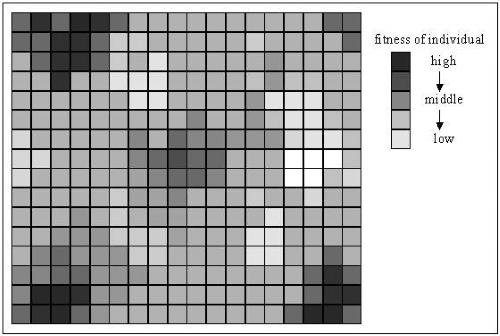 fitness of individual
high
middle
low